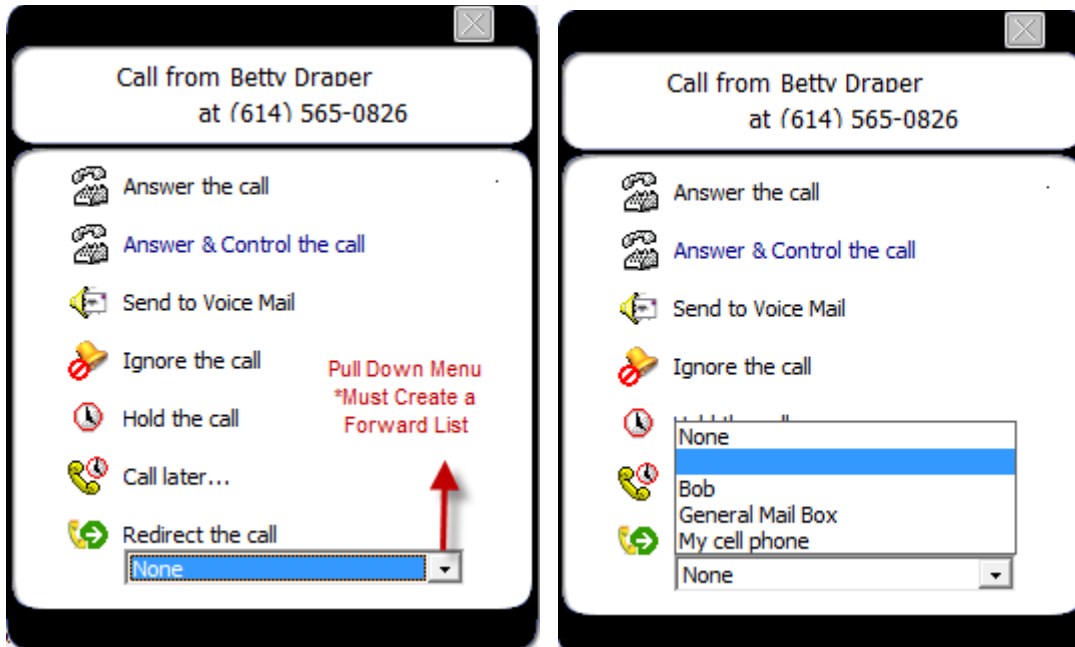 Call from Betty Draper
at (614) 565-0826
Answer the call
Answer & Control the call
Send to Voice Mail
Ignore the call
Pull Down Menu
*Must Create a
Forward List
Hold the call
Call later...
Redirect the call
None
Call from Betty Draper
at (614) 565-0826
Answer the call
Answer & Control the call
Send to Voice Mail
Ignore the call
None
Bob
General Mail Box
My cell phone
None